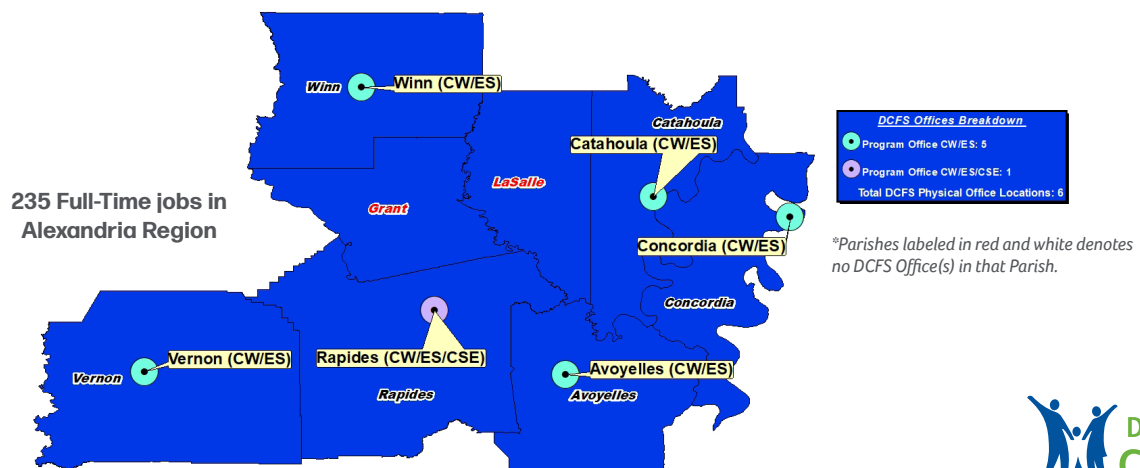 Winn
Winn (CW/ES)
Catahoula
Catahoula (CW/ES)
LaSalle
Grant
235 Full-Time jobs in
Alexandria Region
Concordia (CW/ES)
Concordia
Vernon (CW/ES)
Vernon
Rapides (CW/ES/CSE)
Rapides
Avoyelles (CW/ES)
Avoyelles
DCFS Offices Breakdown
Program Office CW/ES: 5
Program Office CW/ES/CSE: 1
Total DCFS Physical Office Locations: 6
*Parishes labeled in red and white denotes
no DCFS Office(s) in that Parish.
D